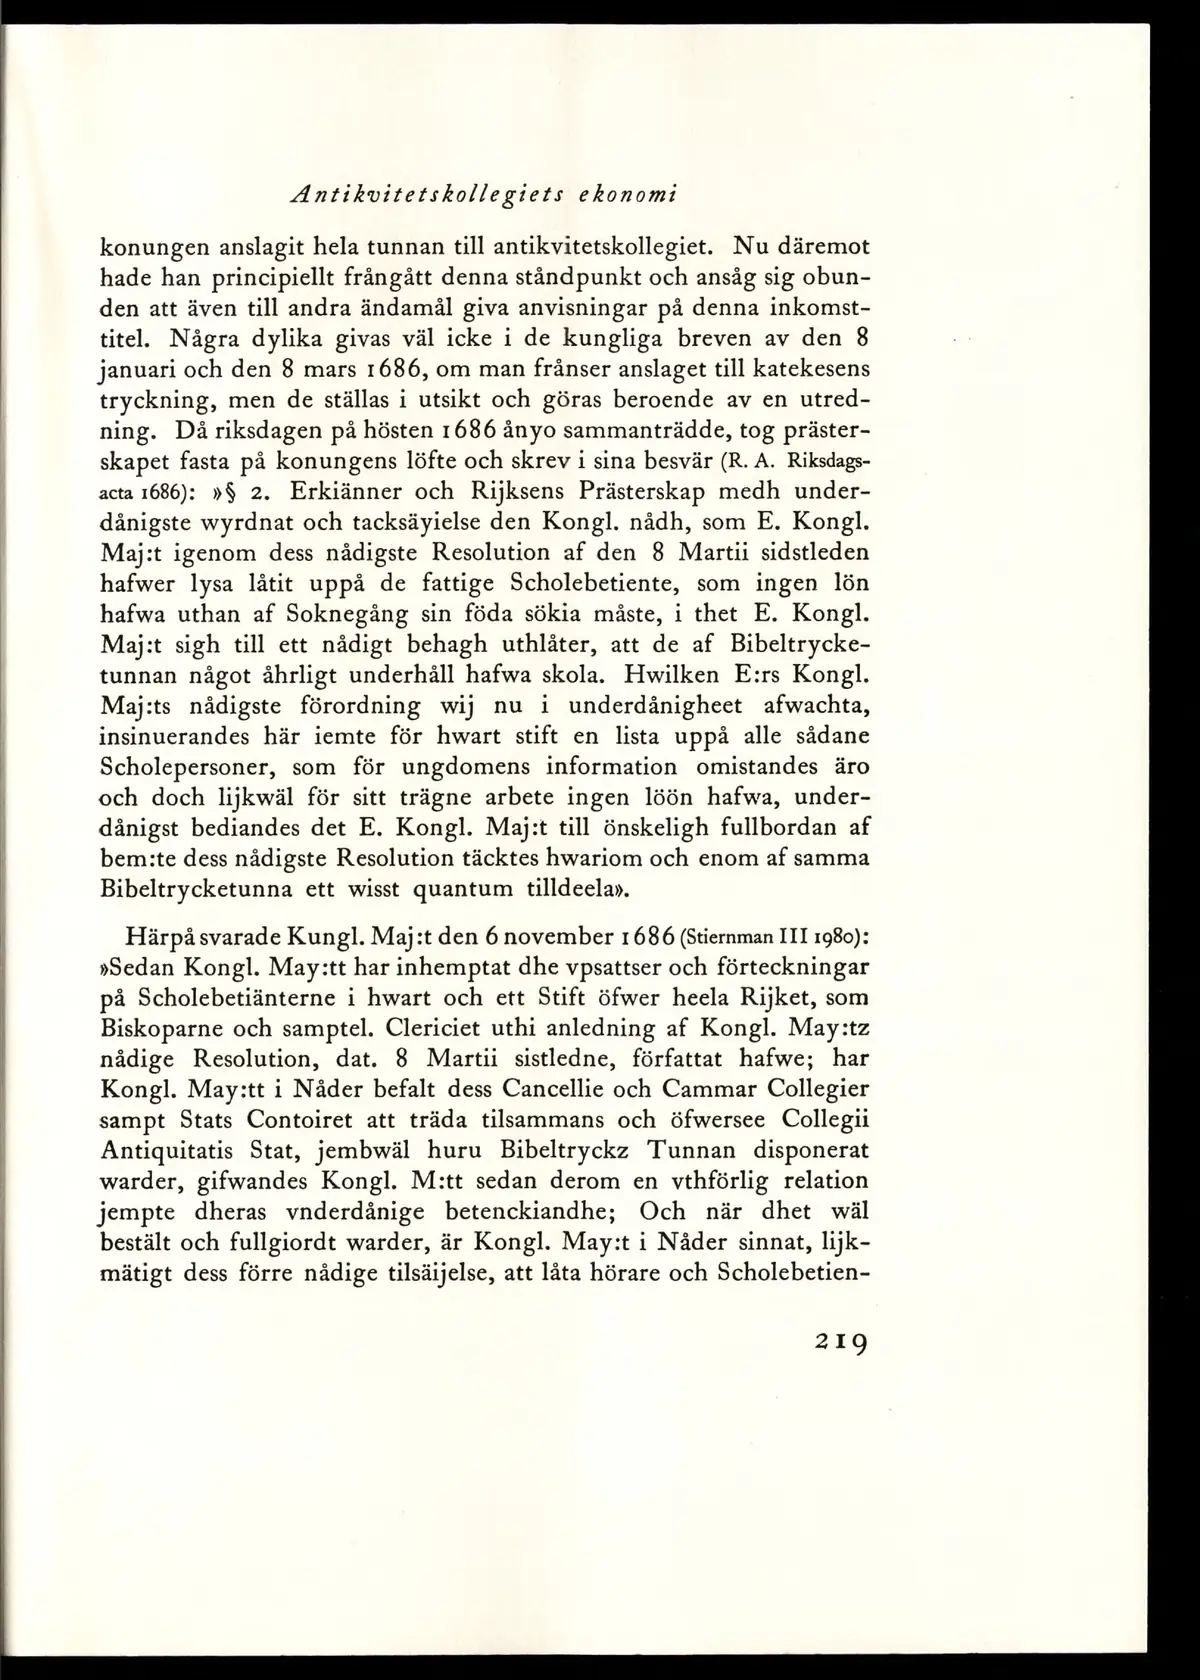 Antikvitetskollegiets ekonomi
konungen anslagit hela tunnan till antikvitetskollegiet. Nu däremot
hade han principiellt frångått denna ståndpunkt och ansåg sig obun-
den att även till andra ändamål giva anvisningar på denna inkomst-
titel. Några dylika givas väl icke i de kungliga breven av den 8
januari och den 8 mars 1686, om man frånser anslaget till katekesens
tryckning, men de ställas i utsikt och göras beroende av en utred-
ning. Då riksdagen på hösten 1686 ånyo sammanträdde, tog präster-
skapet fasta på konungens löfte och skrev i sina besvär (R. A. Riksdags-
acta 1686): »§ 2. Erkiänner och Rijksens Prästerskap medh under-
dånigste wyrdnat och tacksäyielse den Kongl. nådh, som E. Kongl.
Maj:t igenom dess nådigste Resolution af den 8 Martii sidstleden
hafwer lysa låtit uppå de fattige Scholebetiente, som ingen lön
hafwa uthan af Soknegång sin föda sökia måste, i thet E. Kongl.
Maj:t sigh till ett nådigt behagh uthlåter, att de af Bibeltrycke-
tunnan något åhrligt underhåll hafwa skola. Hwilken E:rs Kongl.
Maj:ts nådigste förordning wij nu i underdånigheet afwachta,
insinuerandes här iemte för hwart stift en lista uppå alle sådane
Scholepersoner, som för ungdomens information omistandes äro
och doch lijkwäl för sitt trägne arbete ingen löön hafwa, under-
dånigst bediandes det E. Kongl. Maj:t till önskeligh fullbordan af
bem:te dess nådigste Resolution täcktes hwariom och enom af samma
Bibeltrycketunna ett wisst quantum tilldeela».
Härpå svarade Kungl. Maj:t den 6 november 1686 (Stiernman III 1980):
»Sedan Kongl. May:tt har inhemptat dhe vpsattser och förteckningar
på Scholebetiänterne i hwart och ett Stift öfwer heela Rijket, som
Biskoparne och samptel. Clericiet uthi anledning af Kongl. May:tz
nådige Resolution, dat. 8 Martii sistledne, författat hafwe; har
Kongl. May:tt i Nåder befalt dess Cancellie och Cammar Collegier
sampt Stats Contoiret att träda tilsammans och öfwersee Collegii
Antiquitatis Stat, jembwäl huru Bibeltryckz Tunnan disponerat
warder, gifwandes Kongl. M:tt sedan derom en vthförlig relation
jempte dheras vnderdånige betenckiandhe; Och när dhet wäl
bestält och fullgiordt warder, är Kongl. May:t i Nåder sinnat, lijk-
mätigt dess förre nådige tilsäijelse, att låta hörare och Scholebetien-
219